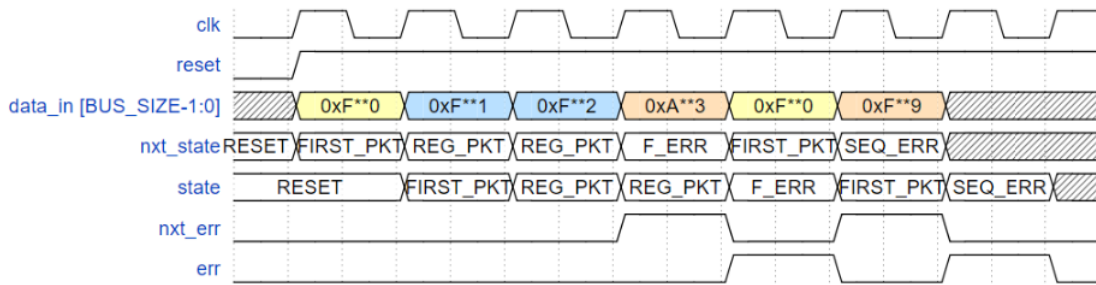 clk
reset
data_in [BUS_SIZE-1:0] 0xF**0 0xF**1 0xF**2 0xA**3 0xF**0 0xF**9
nxt_state RESET FIRST_PKT REG_PKT REG_PKT F_ERR FIRST_PKT SEQ_ERR
state RESET FIRST_PKT REG_PKT REG_PKT F_ERR FIRST_PKT SEQ_ERR
nxt_err
err